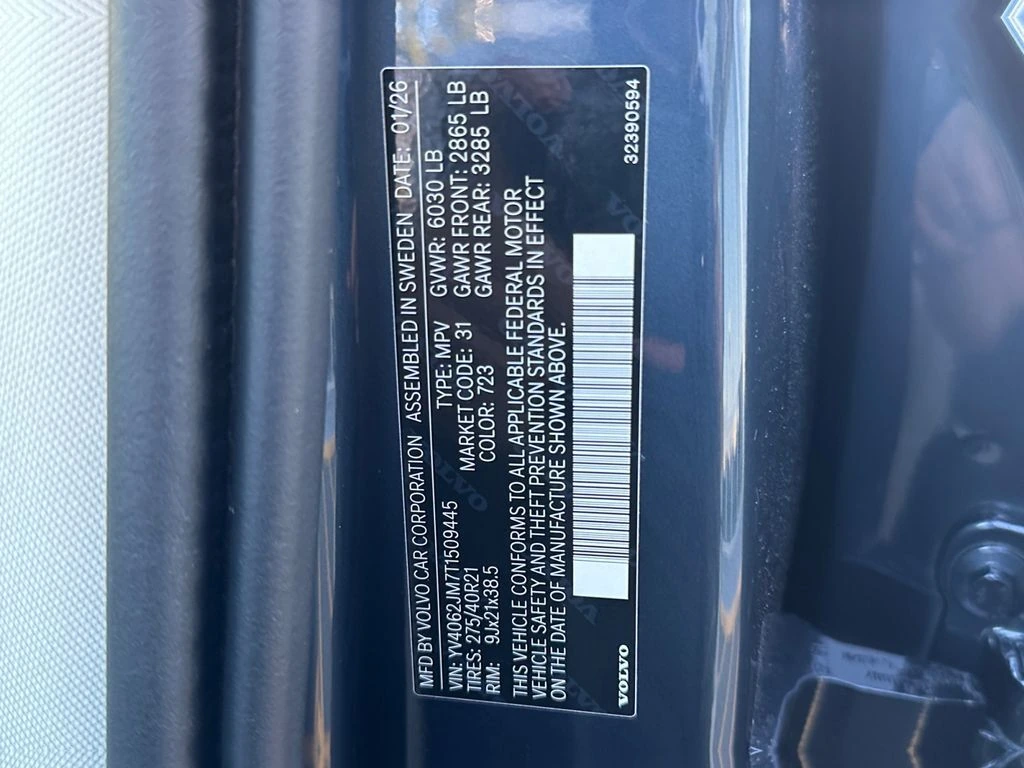 MFD BY VOLVO CAR CORPORATION ASSEMBLED IN SWEDEN DATE: 01/26
VIN: YV4062JM7T1509445 TYPE: MPV GVWR: 6030 LB
TIRES: 275/40R21 MARKET CODE: 31 GAWR FRONT: 2865 LB
RIM: 9Jx21x38.5 COLOR: 723 GAWR REAR: 3285 LB
THIS VEHICLE CONFORMS TO ALL APPLICABLE FEDERAL MOTOR
VEHICLE SAFETY AND THEFT PREVENTION STANDARDS IN EFFECT
ON THE DATE OF MANUFACTURE SHOWN ABOVE.
VOLVO 32390594